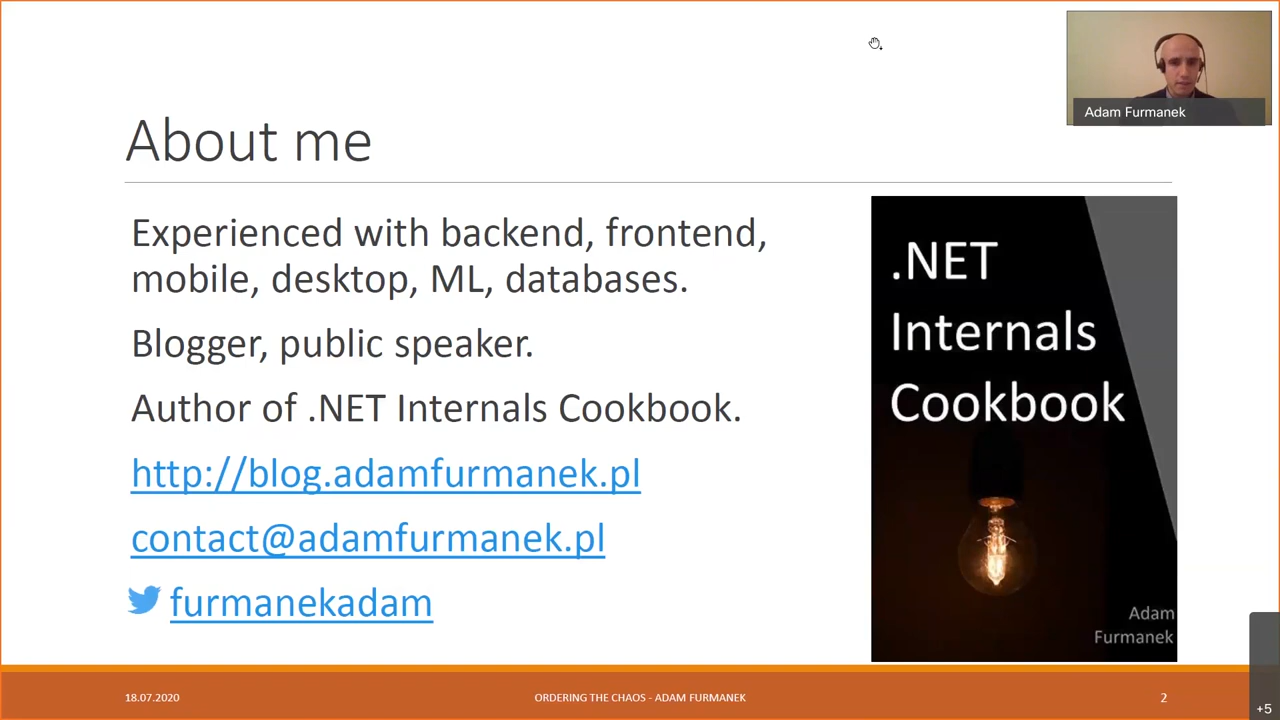 Adam Furmanek
About me
Experienced with backend, frontend,
mobile, desktop, ML, databases.
Blogger, public speaker.
Author of .NET Internals Cookbook.
http://blog.adamfurmanek.pl
contact@adamfurmanek.pl
furmanekadam
.NET
Internals
Cookbook
Adam
Furmanek
18.07.2020
ORDERING THE CHAOS - ADAM FURMANEK
2
+5